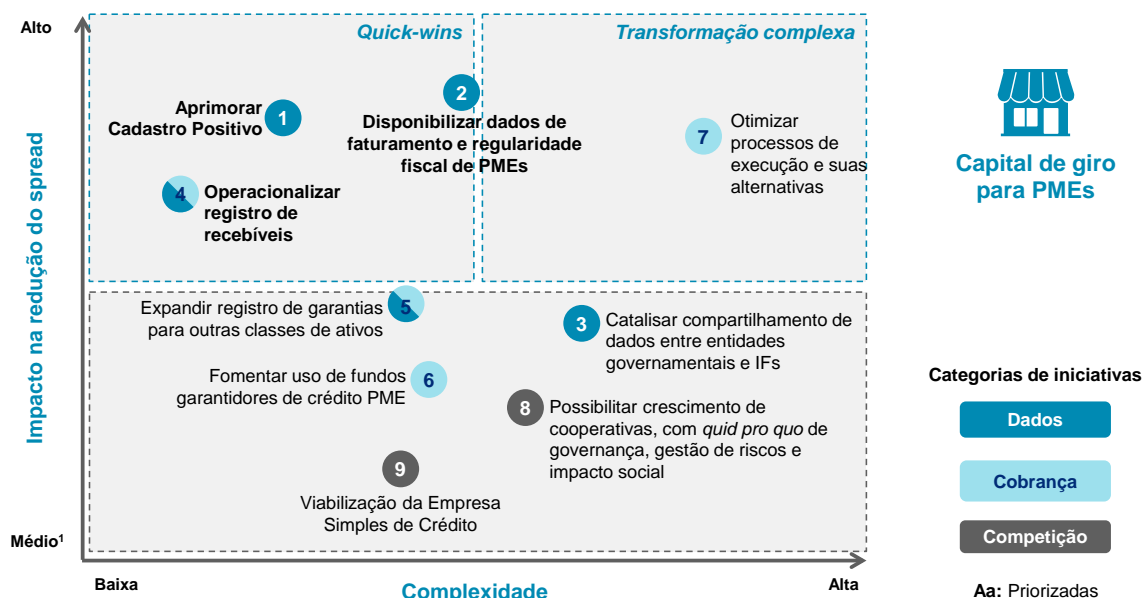 Alto
Quick-wins
Transformação complexa
Aprimorar
Cadastro Positivo
1
2
Disponibilizar dados de
faturamento e regularidade
fiscal de PMEs
7
Otimizar
processos de
execução e suas
alternativas
4
Operacionalizar
registro de
recebíveis
Capital de giro
para PMEs
Impacto na redução do spread
Expandir registro de garantias
para outras classes de ativos
5
3
Catalisar compartilhamento de
dados entre entidades
governamentais e IFs
Fomentar uso de fundos
garantidores de crédito PME
6
8
Possibilitar crescimento de
cooperativas, com quid pro quo de
governança, gestão de riscos e
impacto social
9
Viabilização da Empresa
Simples de Crédito
Médio¹
Baixa
Complexidade
Alta
Categorias de iniciativas
Dados
Cobrança
Competição
Aa: Priorizadas